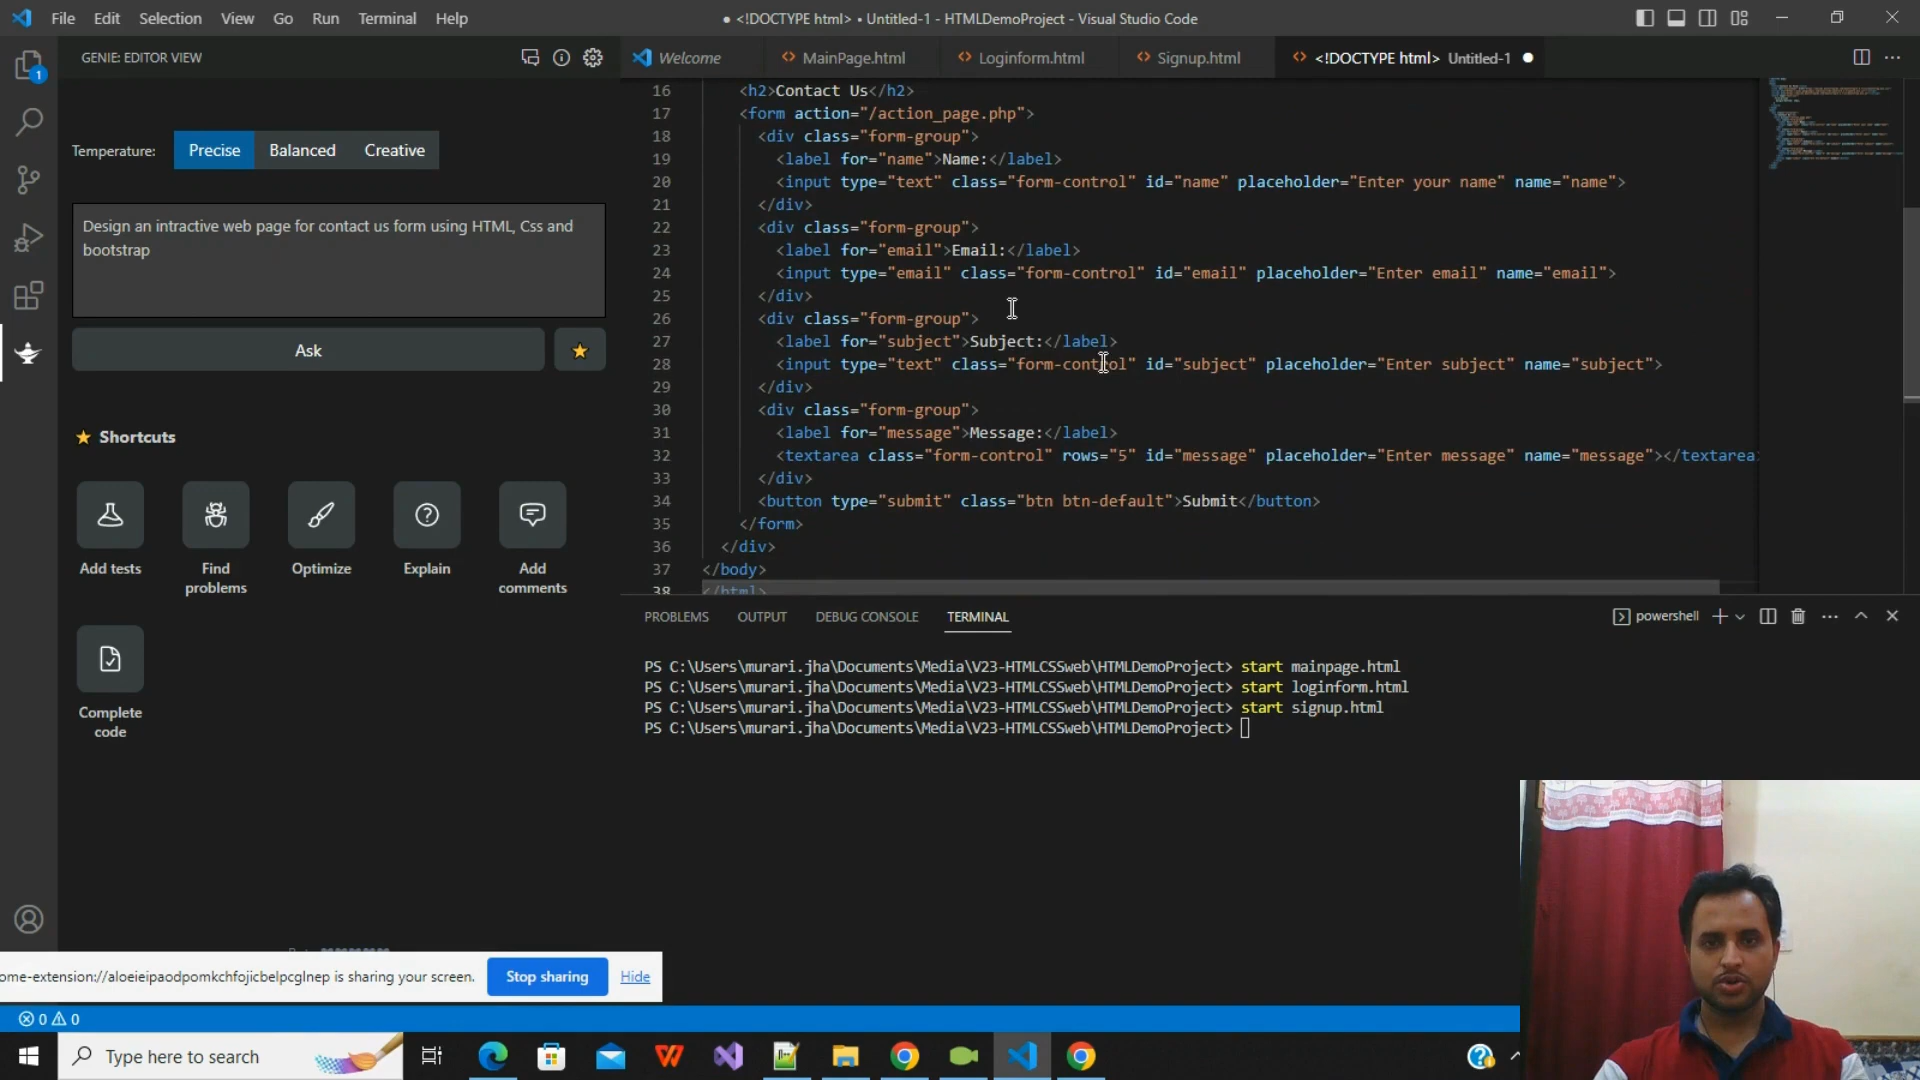 File Edit Selection View Go Run Terminal Help
● <!DOCTYPE html> • Untitled-1 - HTMLDemoProject - Visual Studio Code
GENIE: EDITOR VIEW
Welcome
MainPage.html
Loginform.html
Signup.html
<!DOCTYPE html> Untitled-1 ●
1
Temperature: Precise Balanced Creative
Design an intractive web page for contact us form using HTML, Css and
bootstrap
Ask
Shortcuts
Add tests
Find
problems
Optimize
Explain
Add
comments
Complete
code
16 <h2>Contact Us</h2>
17 <form action="/action_page.php">
18 <div class="form-group">
19 <label for="name">Name:</label>
20 <input type="text" class="form-control" id="name" placeholder="Enter your name" name="name">
21 </div>
22 <div class="form-group">
23 <label for="email">Email:</label>
24 <input type="email" class="form-control" id="email" placeholder="Enter email" name="email">
25 </div>
26 <div class="form-group">
27 <label for="subject">Subject:</label>
28 <input type="text" class="form-control" id="subject" placeholder="Enter subject" name="subject">
29 </div>
30 <div class="form-group">
31 <label for="message">Message:</label>
32 <textarea class="form-control" rows="5" id="message" placeholder="Enter message" name="message"></textarea
33 </div>
34 <button type="submit" class="btn btn-default">Submit</button>
35 </form>
36 </div>
37 </body>
38 </html>
PROBLEMS OUTPUT DEBUG CONSOLE TERMINAL
powershell
PS C:\Users\murari.jha\Documents\Media\V23-HTMLCSSweb\HTMLDemoProject> start mainpage.html
PS C:\Users\murari.jha\Documents\Media\V23-HTMLCSSweb\HTMLDemoProject> start loginform.html
PS C:\Users\murari.jha\Documents\Media\V23-HTMLCSSweb\HTMLDemoProject> start signup.html
PS C:\Users\murari.jha\Documents\Media\V23-HTMLCSSweb\HTMLDemoProject>
ome-extension://aloeieipaodpomkchfojicbelpcglnep is sharing your screen.
Stop sharing
Hide
0 0
Type here to search